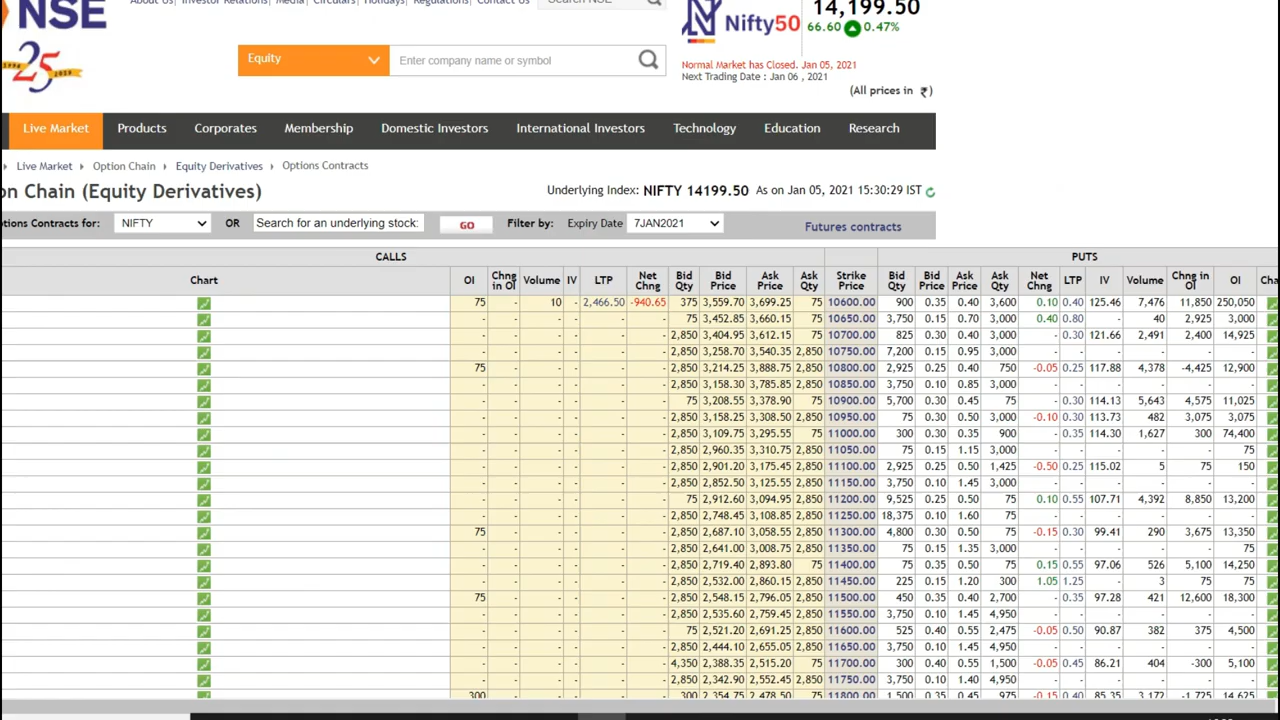 About Us| Investor Relations| Media| Circulars| Holidays| Regulations| Contact Us Search NSE
NSE
25
Equity Enter company name or symbol
Nifty50
14,199.50
66.60 0.47%
Normal Market has Closed. Jan 05, 2021
Next Trading Date : Jan 06 , 2021
(All prices in ₹)
Live Market Products Corporates Membership Domestic Investors International Investors Technology Education Research
Live Market Option Chain Equity Derivatives Options Contracts
on Chain (Equity Derivatives) Underlying Index: NIFTY 14199.50 As on Jan 05, 2021 15:30:29 IST
tions Contracts for: NIFTY OR Search for an underlying stock: GO Filter by: Expiry Date 7JAN2021 Futures contracts
CALLS PUTS
Chart OI Chng in OI Volume IV LTP Net Chng Bid Qty Bid Price Ask Price Ask Qty Strike Price Bid Qty Bid Price Ask Price Ask Qty Net Chng LTP IV Volume Chng in OI OI Cha
75 - 10 - 2,466.50 -940.65 375 3,559.70 3,699.25 75 10600.00 900 0.35 0.40 3,600 0.10 0.40 125.46 7,476 11,850 250,050
- - - - - - 75 3,452.85 3,660.15 75 10650.00 3,750 0.15 0.70 3,000 0.40 0.80 - 40 2,925 3,000
- - - - - - 2,850 3,404.95 3,612.15 75 10700.00 825 0.30 0.40 3,000 - 0.30 121.66 2,491 2,400 14,925
- - - - - - 2,850 3,258.70 3,540.35 2,850 10750.00 7,200 0.15 0.95 3,000 - - - - - -
75 - - - - - 2,850 3,214.25 3,888.75 2,850 10800.00 2,925 0.25 0.40 750 -0.05 0.25 117.88 4,378 -4,425 12,900
- - - - - - 2,850 3,158.30 3,785.85 2,850 10850.00 3,750 0.10 0.85 3,000 - - - - - -
- - - - - - 75 3,208.55 3,378.90 75 10900.00 5,700 0.30 0.45 75 - 0.30 114.13 5,643 4,575 11,025
- - - - - - 2,850 3,158.25 3,308.50 2,850 10950.00 75 0.30 0.50 3,000 -0.10 0.30 113.73 482 3,075 3,075
- - - - - - 2,850 3,109.75 3,295.55 75 11000.00 300 0.30 0.35 900 - 0.35 114.30 1,627 300 74,400
- - - - - - 2,850 2,960.35 3,310.75 2,850 11050.00 75 0.15 1.15 3,000 - - - - - 75
- - - - - - 2,850 2,901.20 3,175.45 2,850 11100.00 2,925 0.25 0.50 1,425 -0.50 0.25 115.02 5 75 150
- - - - - - 2,850 2,852.50 3,125.55 2,850 11150.00 3,750 0.10 1.45 3,000 - - - - - -
- - - - - - 75 2,912.60 3,094.95 2,850 11200.00 9,525 0.25 0.50 75 0.10 0.55 107.71 4,392 8,850 13,200
- - - - - - 2,850 2,748.45 3,108.85 2,850 11250.00 18,375 0.10 1.60 75 - - - - - -
75 - - - - - 2,850 2,687.10 3,058.55 2,850 11300.00 4,800 0.30 0.50 75 -0.15 0.30 99.41 290 3,675 13,350
- - - - - - 2,850 2,641.00 3,008.75 2,850 11350.00 75 0.15 1.35 3,000 - - - - - 75
- - - - - - 2,850 2,719.40 2,893.80 75 11400.00 75 0.35 0.50 75 0.15 0.55 97.06 526 5,100 14,250
- - - - - - 2,850 2,532.00 2,860.15 2,850 11450.00 225 0.15 1.20 300 1.05 1.25 - 3 75 75
75 - - - - - 2,850 2,548.15 2,796.05 2,850 11500.00 450 0.35 0.40 2,700 - 0.35 97.28 421 12,600 18,300
- - - - - - 2,850 2,535.60 2,759.45 2,850 11550.00 3,750 0.10 1.45 4,950 - - - - - -
- - - - - - 75 2,521.20 2,691.25 2,850 11600.00 525 0.40 0.55 2,475 -0.05 0.50 90.87 382 375 4,500
- - - - - - 2,850 2,444.10 2,655.05 2,850 11650.00 3,750 0.10 1.45 4,950 - - - - - -
- - - - - - 4,350 2,388.35 2,515.20 75 11700.00 300 0.40 0.55 1,500 -0.05 0.45 86.21 404 -300 5,100
- - - - - - 2,850 2,342.90 2,552.45 2,850 11750.00 3,750 0.10 1.40 4,950 - - - - - -
300 - - - - - 300 2,354.75 2,478.50 75 11800.00 1,500 0.35 0.45 975 -0.15 0.40 85.35 3,172 -1,725 14,625